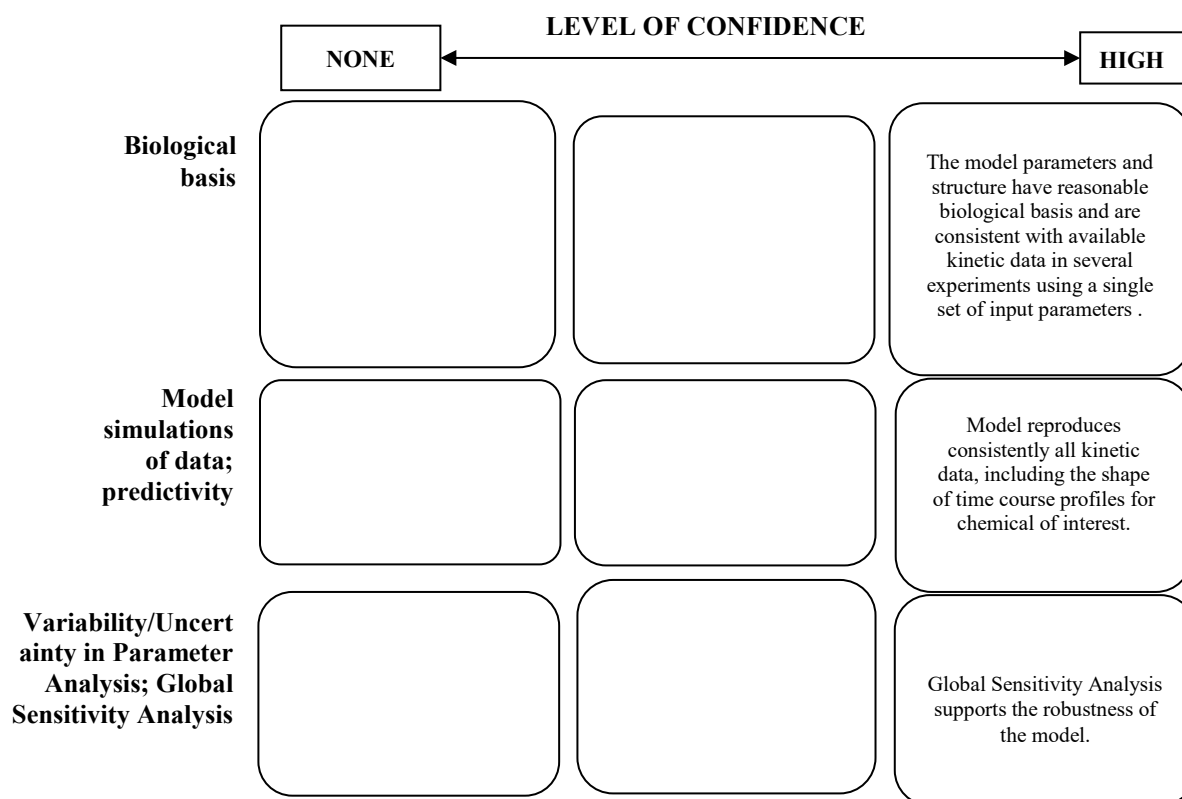 LEVEL OF CONFIDENCE
NONE
HIGH
Biological
basis
The model parameters and
structure have reasonable
biological basis and are
consistent with available
kinetic data in several
experiments using a single
set of input parameters .
Model
simulations
of data;
predictivity
Model reproduces
consistently all kinetic
data, including the shape
of time course profiles for
chemical of interest.
Variability/Uncert
ainty in Parameter
Analysis; Global
Sensitivity Analysis
Global Sensitivity Analysis
supports the robustness of
the model.